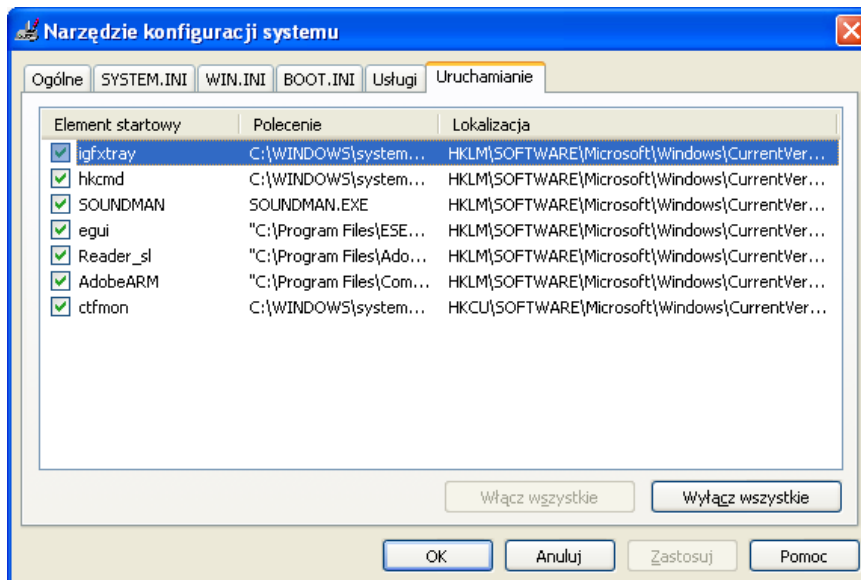 Narzędzie konfiguracji systemu
Ogólne SYSTEM.INI WIN.INI BOOT.INI Usługi Uruchamianie
Element startowy Polecenie Lokalizacja
igfxtray C:\WINDOWS\system... HKLM\SOFTWARE\Microsoft\Windows\CurrentVer...
hkcmd C:\WINDOWS\system... HKLM\SOFTWARE\Microsoft\Windows\CurrentVer...
SOUNDMAN SOUNDMAN.EXE HKLM\SOFTWARE\Microsoft\Windows\CurrentVer...
egui "C:\Program Files\ESE... HKLM\SOFTWARE\Microsoft\Windows\CurrentVer...
Reader_sl "C:\Program Files\Ado... HKLM\SOFTWARE\Microsoft\Windows\CurrentVer...
AdobeARM "C:\Program Files\Com... HKLM\SOFTWARE\Microsoft\Windows\CurrentVer...
ctfmon C:\WINDOWS\system... HKCU\SOFTWARE\Microsoft\Windows\CurrentVer...
Włącz wszystkie Wyłącz wszystkie
OK Anuluj Zastosuj Pomoc